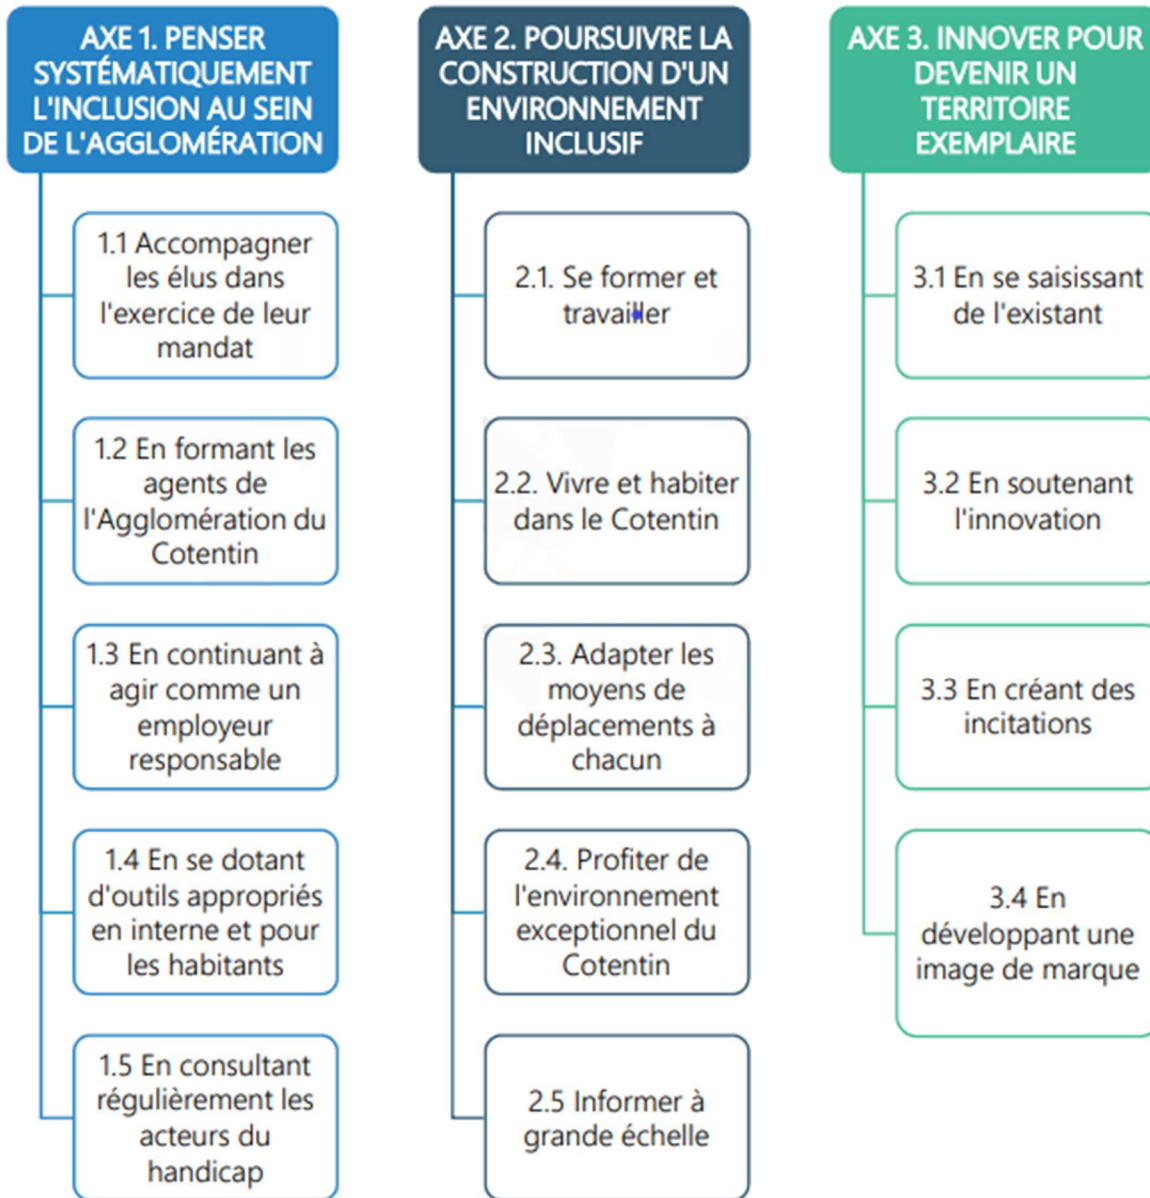 AXE 1. PENSER
SYSTÉMATIQUEMENT
L'INCLUSION AU SEIN
DE L'AGGLOMÉRATION
1.1 Accompagner
les élus dans
l'exercice de leur
mandat
1.2 En formant les
agents de
l'Agglomération du
Cotentin
1.3 En continuant à
agir comme un
employeur
responsable
1.4 En se dotant
d'outils appropriés
en interne et pour
les habitants
1.5 En consultant
régulièrement les
acteurs du
handicap
AXE 2. POURSUIVRE LA
CONSTRUCTION D'UN
ENVIRONNEMENT
INCLUSIF
2.1. Se former et
travailler
2.2. Vivre et habiter
dans le Cotentin
2.3. Adapter les
moyens de
déplacements à
chacun
2.4. Profiter de
l'environnement
exceptionnel du
Cotentin
2.5 Informer à
grande échelle
AXE 3. INNOVER POUR
DEVENIR UN
TERRITOIRE
EXEMPLAIRE
3.1 En se saisissant
de l'existant
3.2 En soutenant
l'innovation
3.3 En créant des
incitations
3.4 En
développant une
image de marque